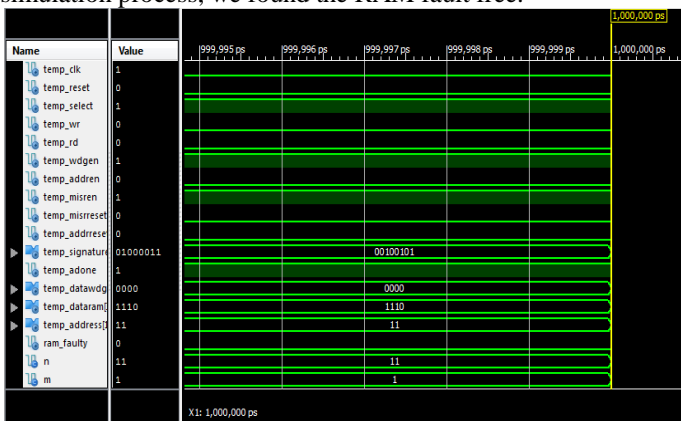 simulation process, we found the RAM fault free.
1,000,000 ps
Name Value 999,995 ps 999,996 ps 999,997 ps 999,998 ps 999,999 ps 1,000,000 ps
temp_clk 1
temp_reset 0
temp_select 1
temp_wr 0
temp_rd 0
temp_wdgen 1
temp_addren 0
temp_misren 1
temp_misrreset 0
temp_addrreset 0
temp_signature 01000011 00100101
temp_adone 1
temp_datawdg 0000 0000
temp_dataram[ 1110 1110
temp_address[1 11 11
ram_faulty 0
n 11 11
m 1 1
X1: 1,000,000 ps